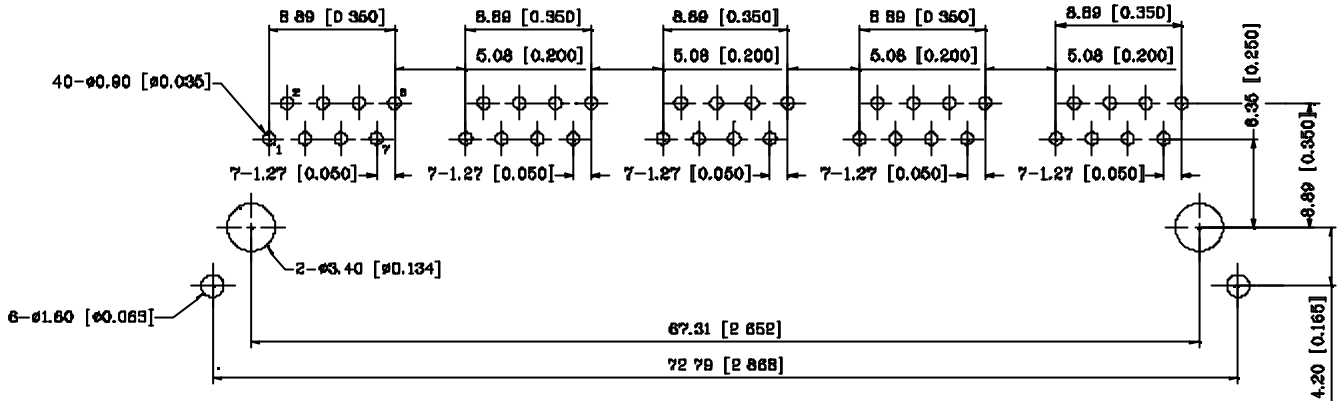 8.89 [0.350] 8.89 [0.350] 8.89 [0.350] 8.89 [0.350] 8.89 [0.350]
5.08 [0.200] 5.08 [0.200] 5.08 [0.200] 5.08 [0.200]
40-ø0.90 [ø0.035]
2 8
1 7
7-1.27 [0.050] 7-1.27 [0.050] 7-1.27 [0.050] 7-1.27 [0.050] 7-1.27 [0.050]
6.35 [0.250]
8.89 [0.350]
2-ø3.40 [ø0.134]
6-ø1.60 [ø0.063]
67.31 [2.652]
72.79 [2.868]
4.20 [0.165]